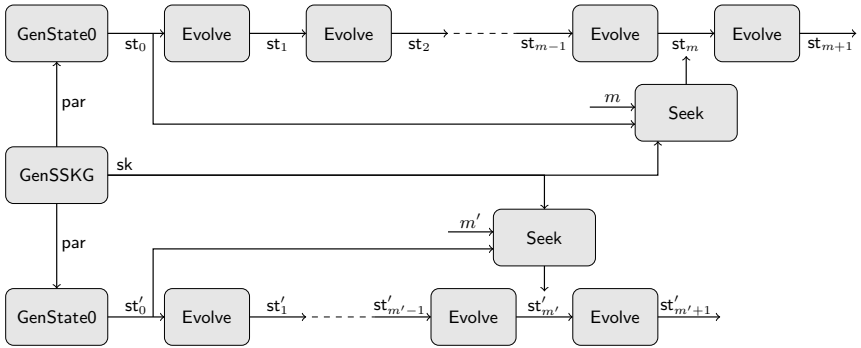 GenState0 Evolve Evolve Evolve Evolve
st₀ st₁ st₂ stₘ₋₁ stₘ stₘ₊₁
par
m
Seek
GenSSKG sk
m′
Seek
par
GenState0 st′₀ Evolve st′₁ st′ₘ′₋₁ Evolve st′ₘ′ Evolve st′ₘ′₊₁